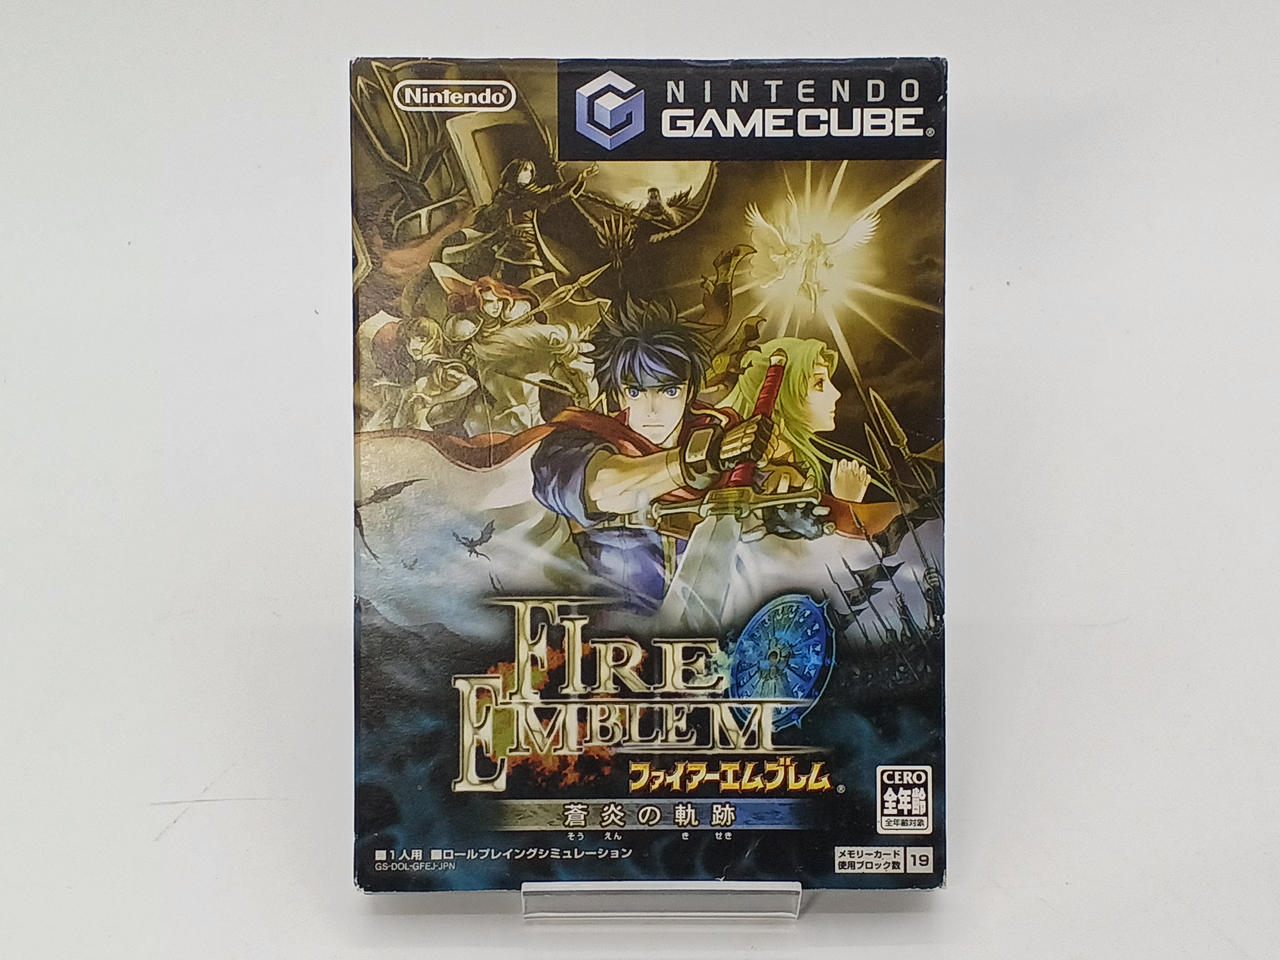 Nintendo®
NINTENDO
GAMECUBE®
FIRE
EMBLEM
ファイアーエムブレム®
蒼炎の軌跡
そう えん き せき
CERO
全年齢
全年齢対象
■1人用 ■ロールプレイングシミュレーション
GS-DOL-GFEJ-JPN
メモリーカード
使用ブロック数 19